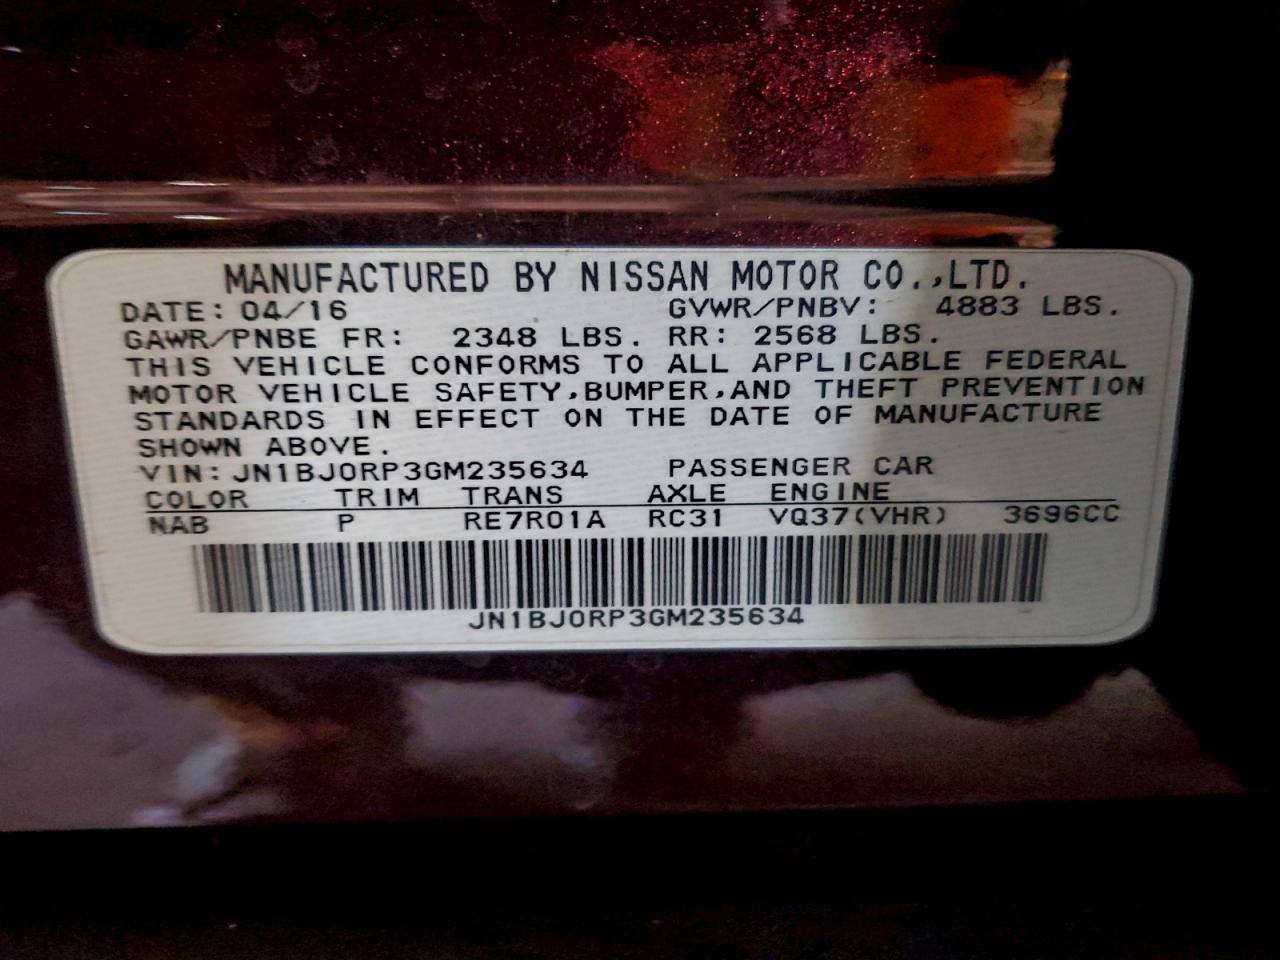 MANUFACTURED BY NISSAN MOTOR CO.,LTD.
DATE: 04/16 GVWR/PNBV: 4883 LBS.
GAWR/PNBE FR: 2348 LBS. RR: 2568 LBS.
THIS VEHICLE CONFORMS TO ALL APPLICABLE FEDERAL
MOTOR VEHICLE SAFETY,BUMPER,AND THEFT PREVENTION
STANDARDS IN EFFECT ON THE DATE OF MANUFACTURE
SHOWN ABOVE.
VIN: JN1BJ0RP3GM235634 PASSENGER CAR
COLOR TRIM TRANS AXLE ENGINE
NAB P RE7R01A RC31 VQ37(VHR) 3696CC
JN1BJ0RP3GM235634